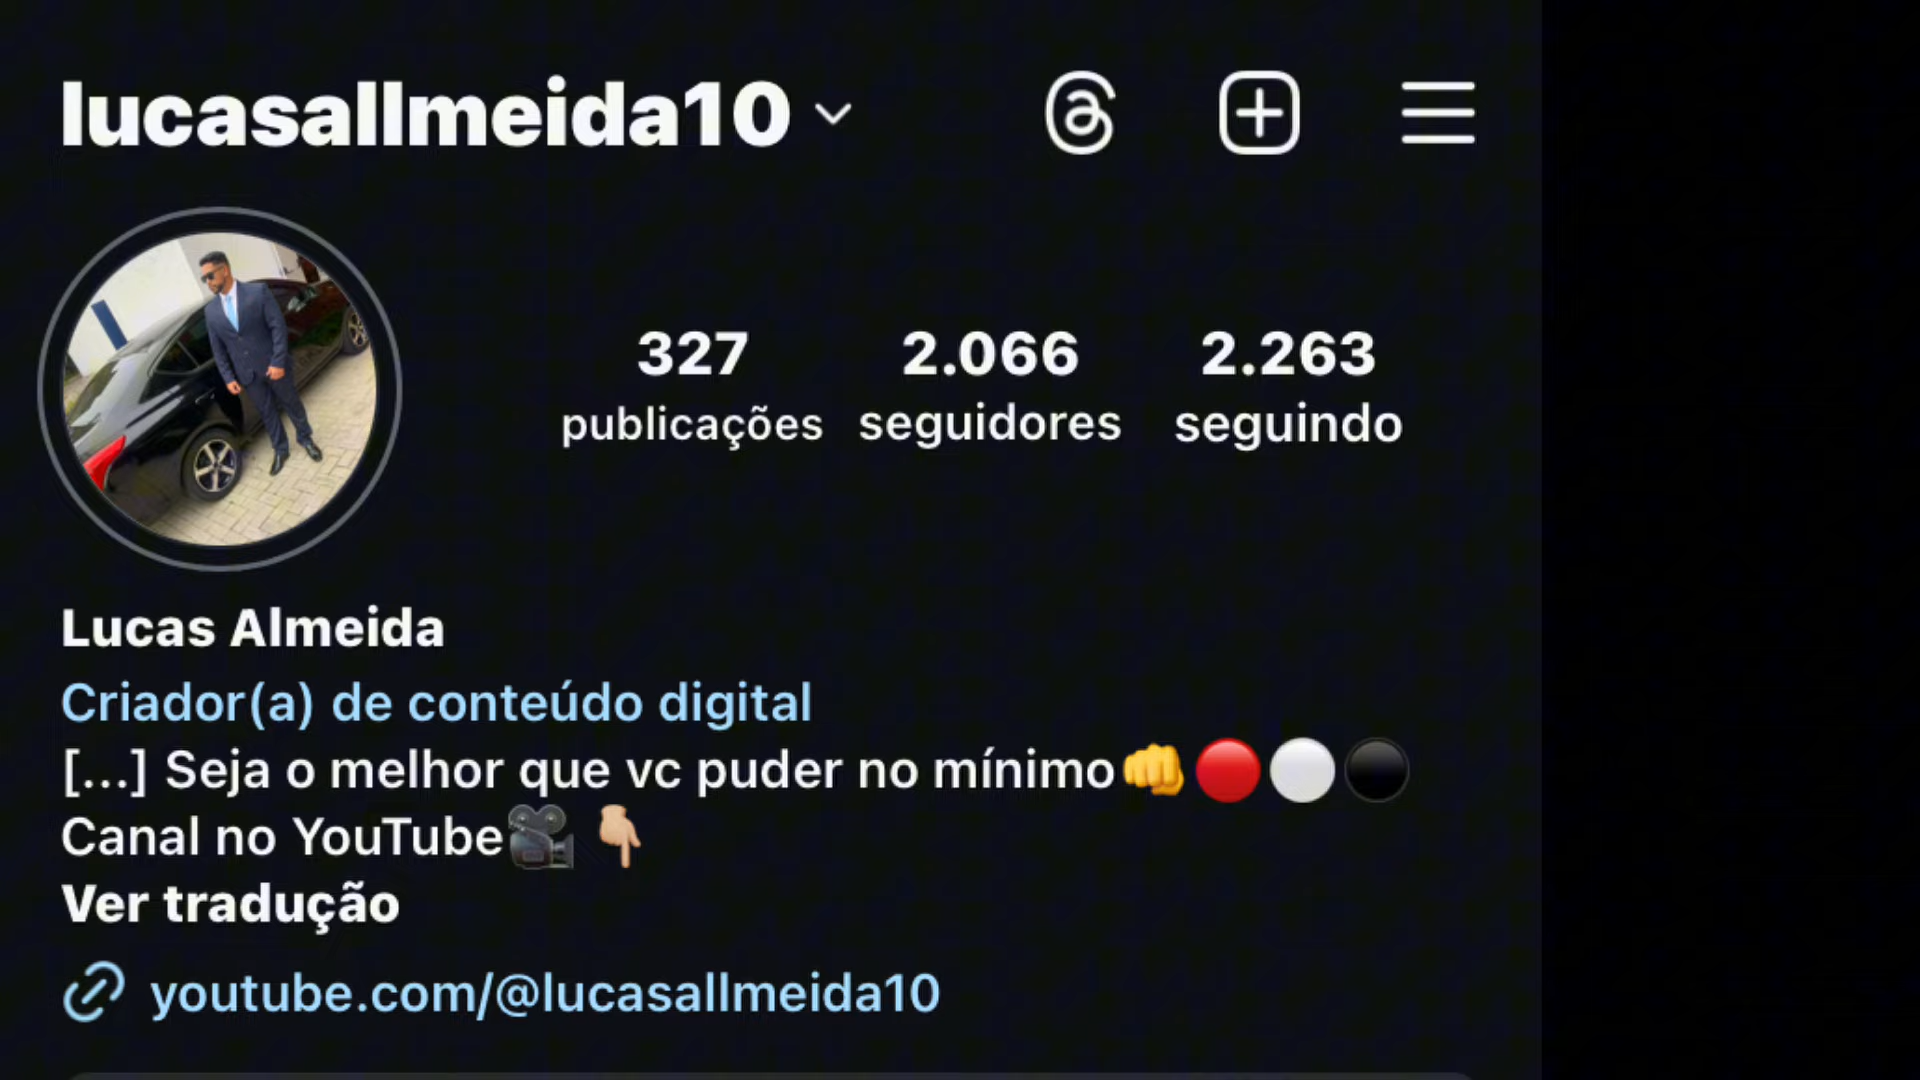 lucasallmeida10
327 2.066 2.263
publicações seguidores seguindo
Lucas Almeida
Criador(a) de conteúdo digital
[...] Seja o melhor que vc puder no mínimo👊🔴⚪⚫
Canal no YouTube🎥👇🏼
Ver tradução
youtube.com/@lucasallmeida10